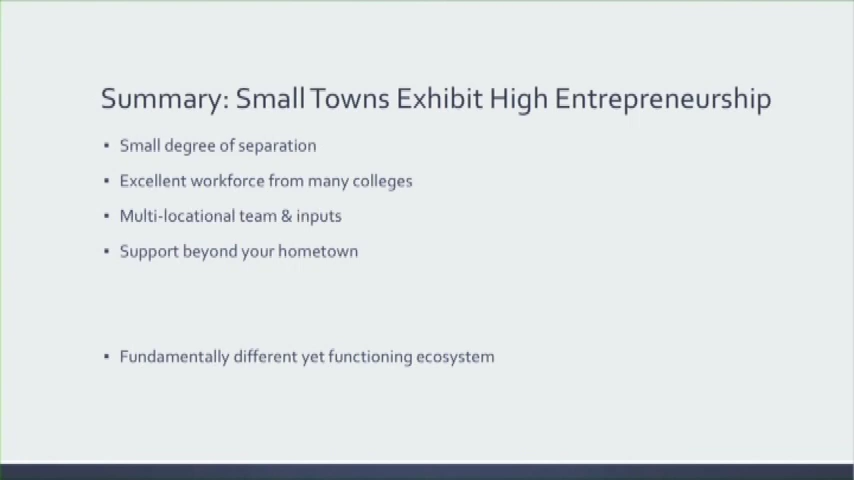 Summary: Small Towns Exhibit High Entrepreneurship
▪ Small degree of separation
▪ Excellent workforce from many colleges
▪ Multi-locational team & inputs
▪ Support beyond your hometown
▪ Fundamentally different yet functioning ecosystem